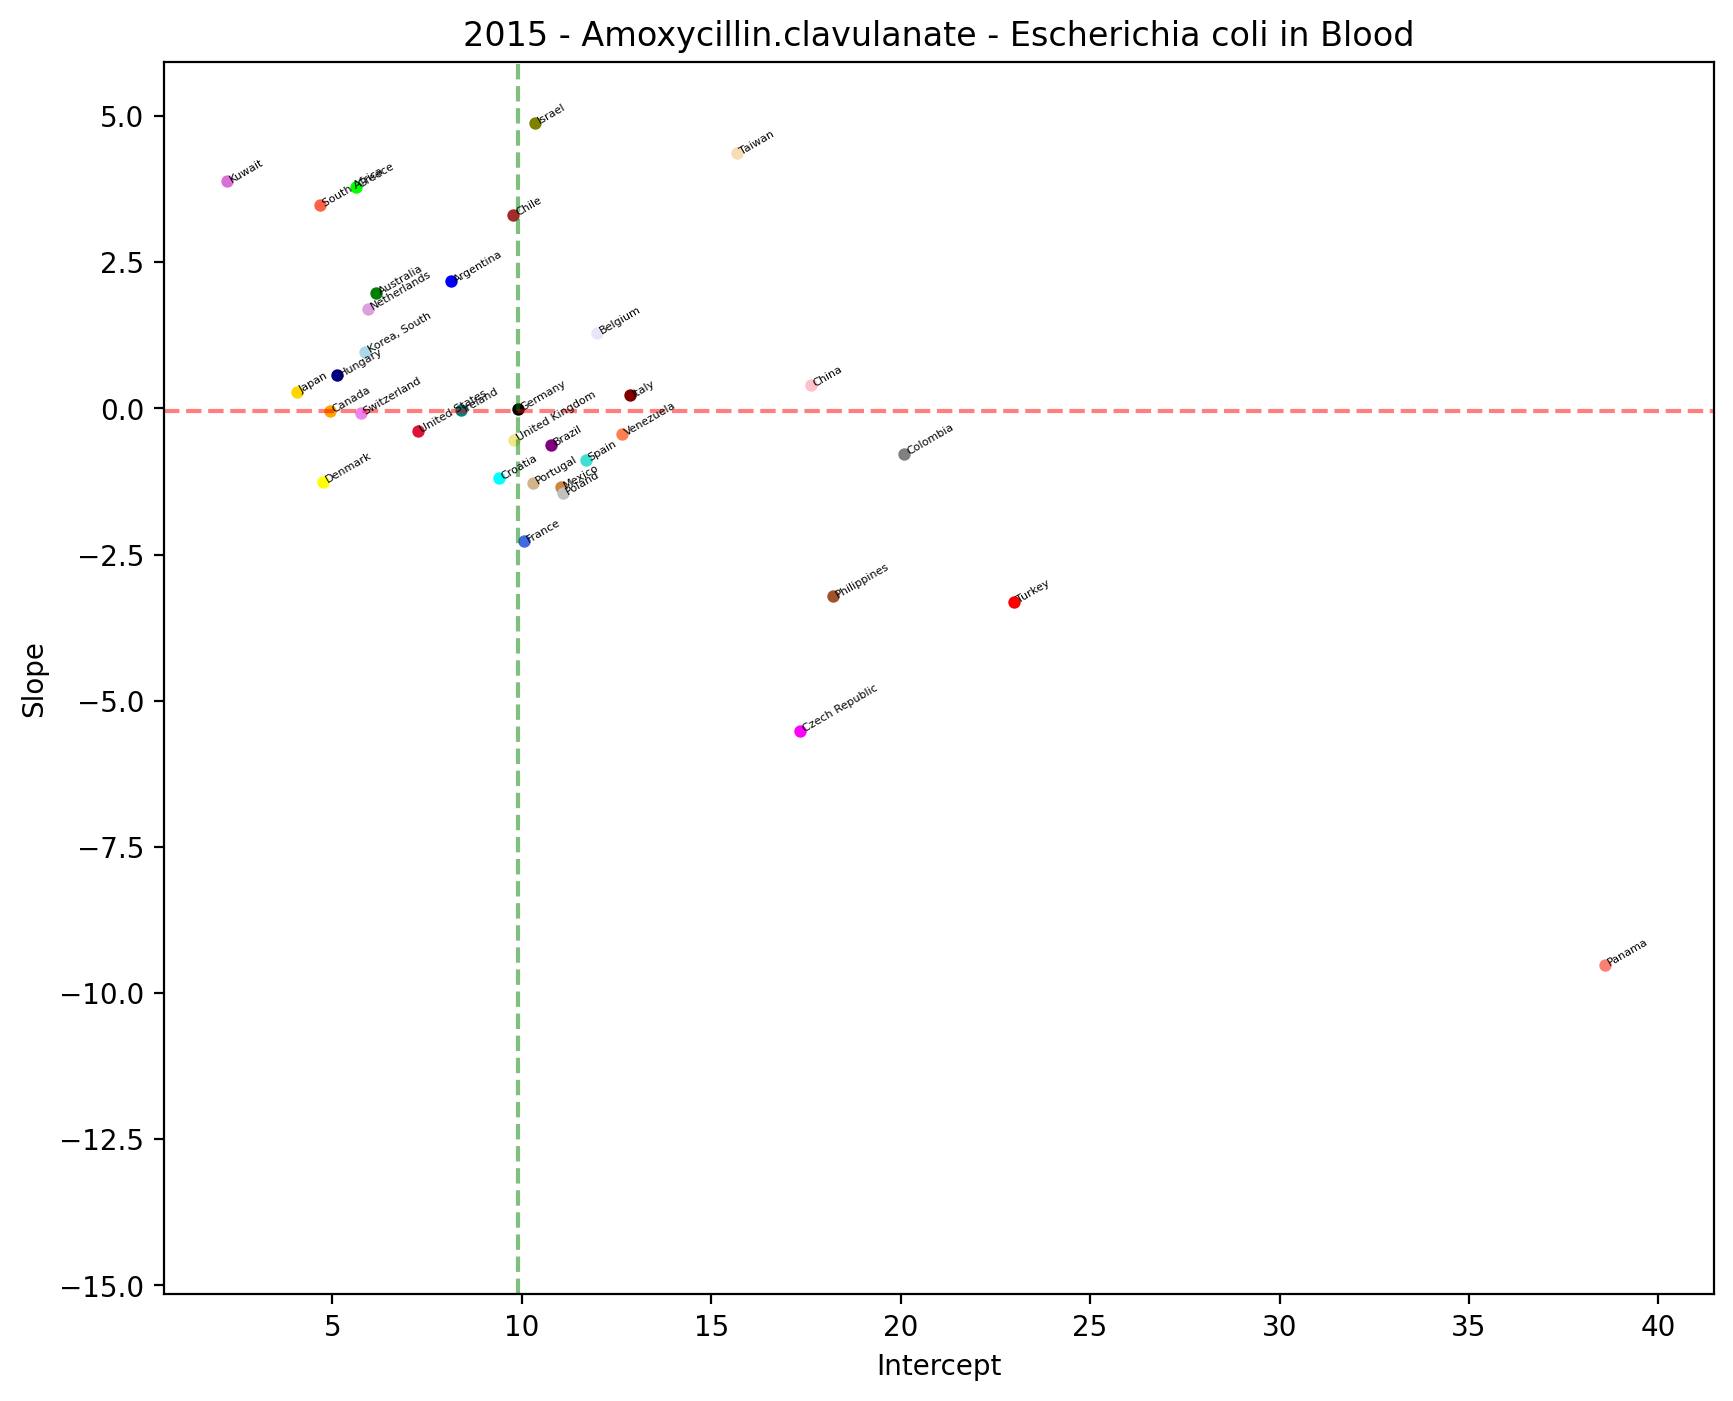 2015 - Amoxycillin.clavulanate - Escherichia coli in Blood
5.0
2.5
0.0
−2.5
−5.0
−7.5
−10.0
−12.5
−15.0
Slope
Israel
Taiwan
Kuwait
South Africa
Greece
Chile
Argentina
Australia
Netherlands
Belgium
Korea, South
Hungary
Japan
China
Italy
Canada
Switzerland
United States
Ireland
Germany
United Kingdom
Venezuela
Brazil
Spain
Colombia
Denmark
Croatia
Portugal
Mexico
Poland
France
Philippines
Turkey
Czech Republic
Panama
5
10
15
20
25
30
35
40
Intercept